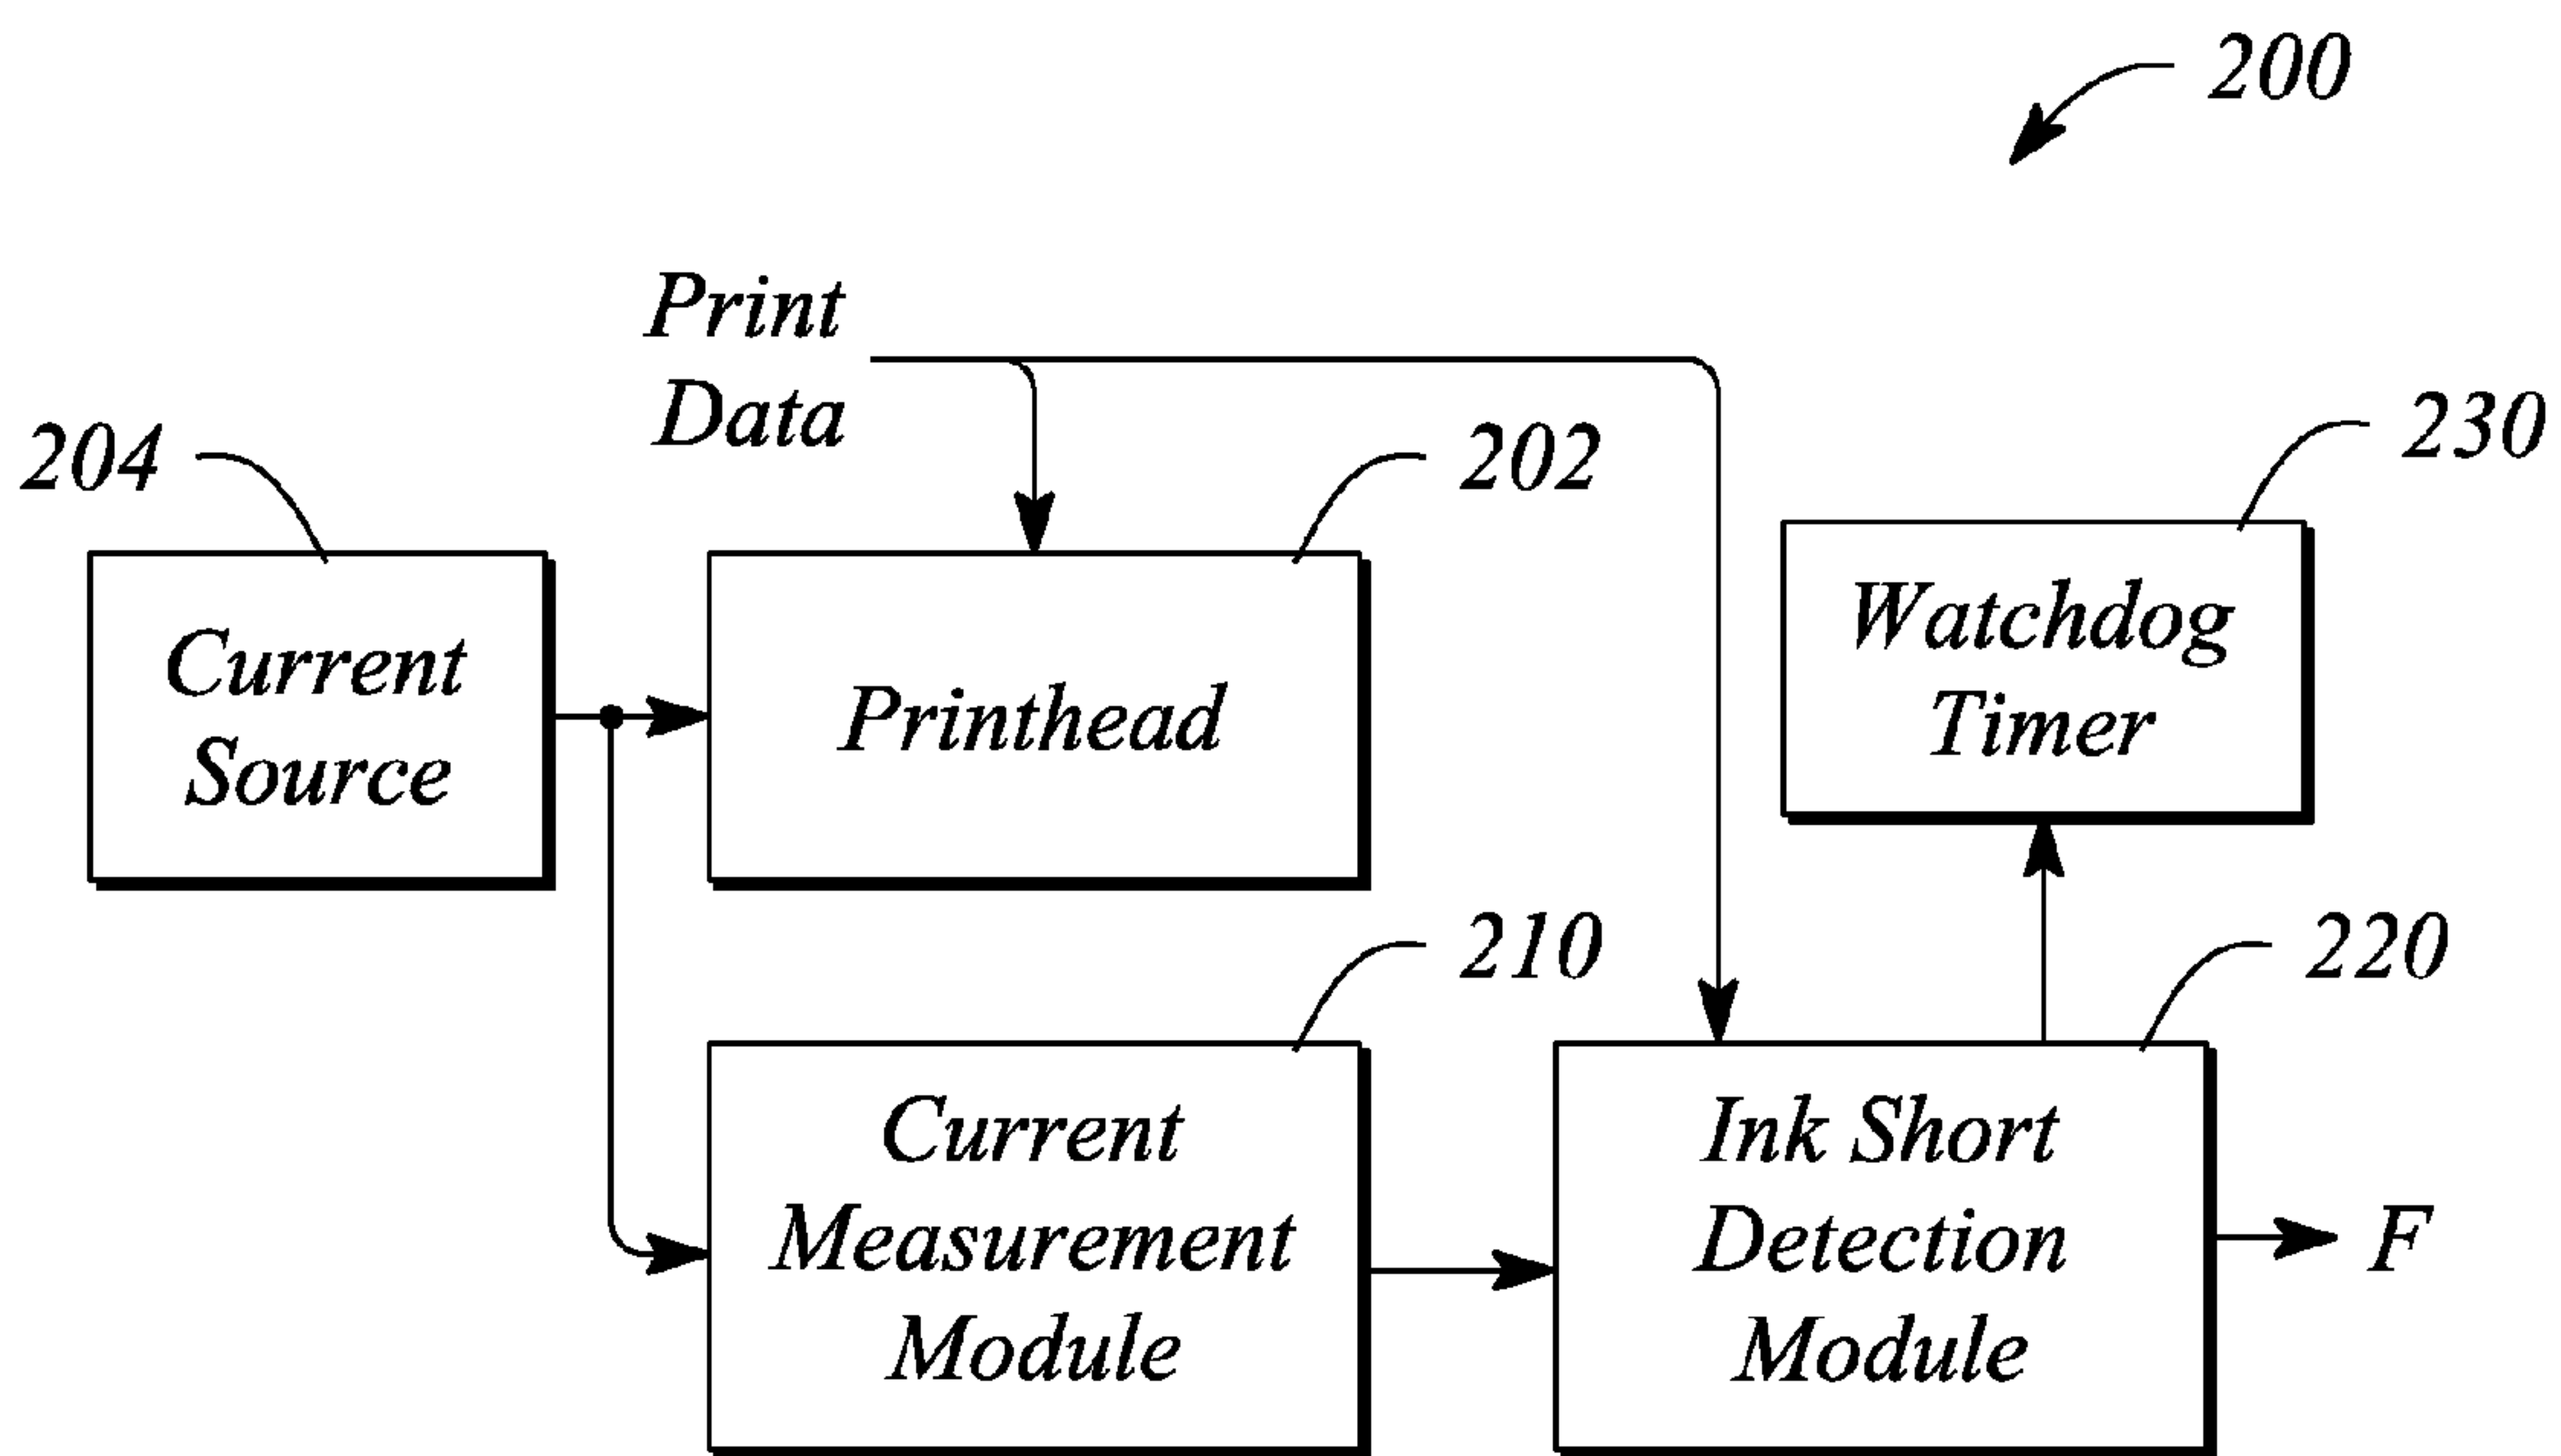 200
Print
Data
204
202
230
Current
Source
Printhead
Watchdog
Timer
210
220
Current
Measurement
Module
Ink Short
Detection
Module
F